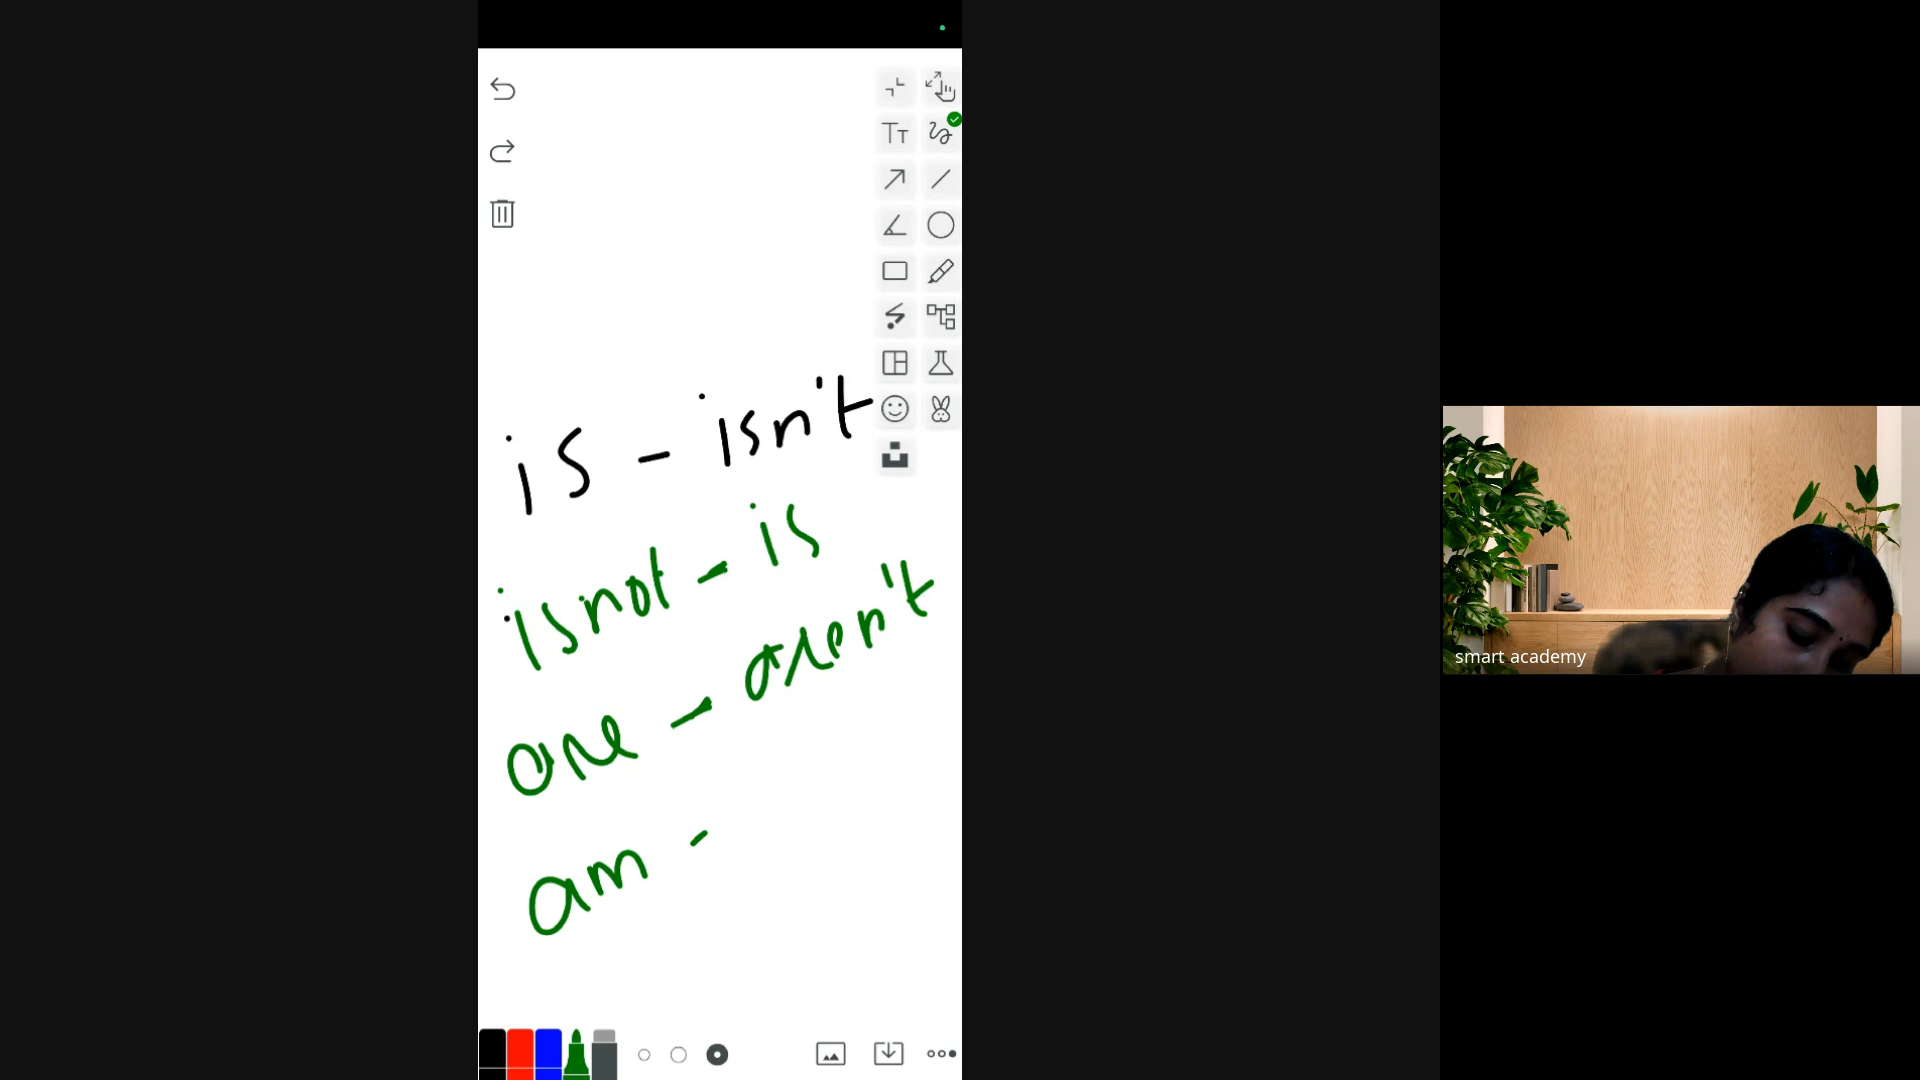 is - isn't
isnot - is
are - aren't
am -
smart academy